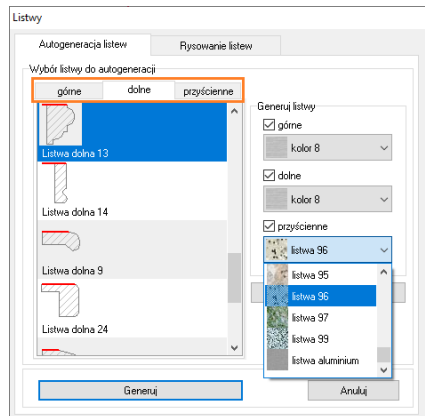 Listwy
Autogeneracja listew
Rysowanie listew
Wybór listwy do autogeneracji
górne
dolne
przyścienne
Listwa dolna 13
Listwa dolna 14
Listwa dolna 9
Listwa dolna 24
Generuj listwy
górne
kolor 8
dolne
kolor 8
przyścienne
listwa 96
listwa 95
listwa 96
listwa 97
listwa 99
listwa aluminium
Generuj
Anuluj